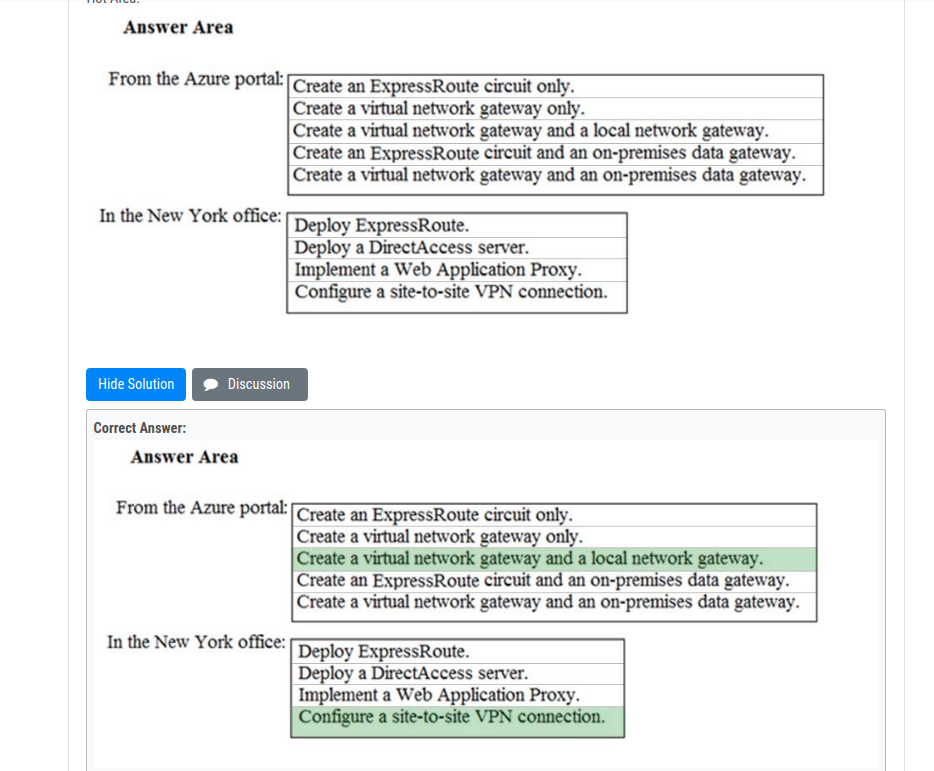 Hot Area:
Answer Area
From the Azure portal:
Create an ExpressRoute circuit only.
Create a virtual network gateway only.
Create a virtual network gateway and a local network gateway.
Create an ExpressRoute circuit and an on-premises data gateway.
Create a virtual network gateway and an on-premises data gateway.
In the New York office:
Deploy ExpressRoute.
Deploy a DirectAccess server.
Implement a Web Application Proxy.
Configure a site-to-site VPN connection.
Hide Solution Discussion
Correct Answer:
Answer Area
From the Azure portal:
Create an ExpressRoute circuit only.
Create a virtual network gateway only.
Create a virtual network gateway and a local network gateway.
Create an ExpressRoute circuit and an on-premises data gateway.
Create a virtual network gateway and an on-premises data gateway.
In the New York office:
Deploy ExpressRoute.
Deploy a DirectAccess server.
Implement a Web Application Proxy.
Configure a site-to-site VPN connection.